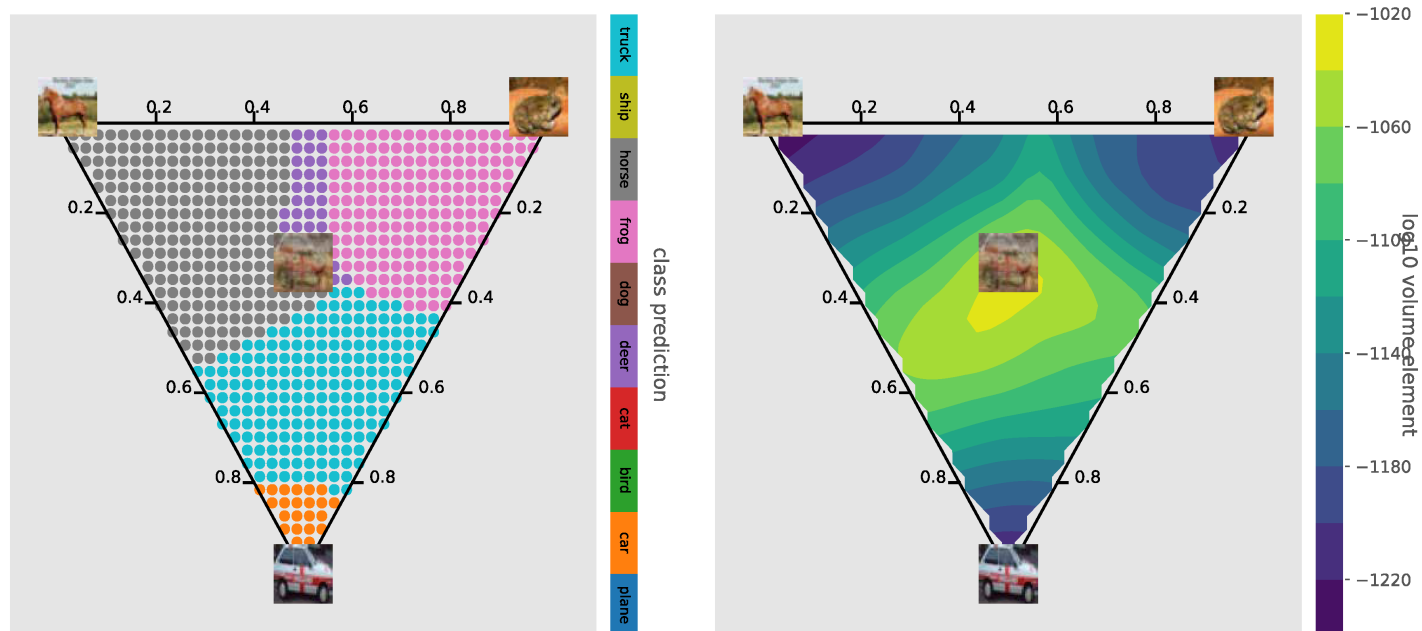 0.2 0.4 0.6 0.8
0.2 0.2
0.4 0.4
0.6 0.6
0.8 0.8
truck
ship
horse
frog
dog
deer
cat
bird
car
plane
class prediction
0.2 0.4 0.6 0.8
0.2 0.2
0.4 0.4
0.6 0.6
0.8 0.8
−1020
−1060
−1100
−1140
−1180
−1220
log10 volume element